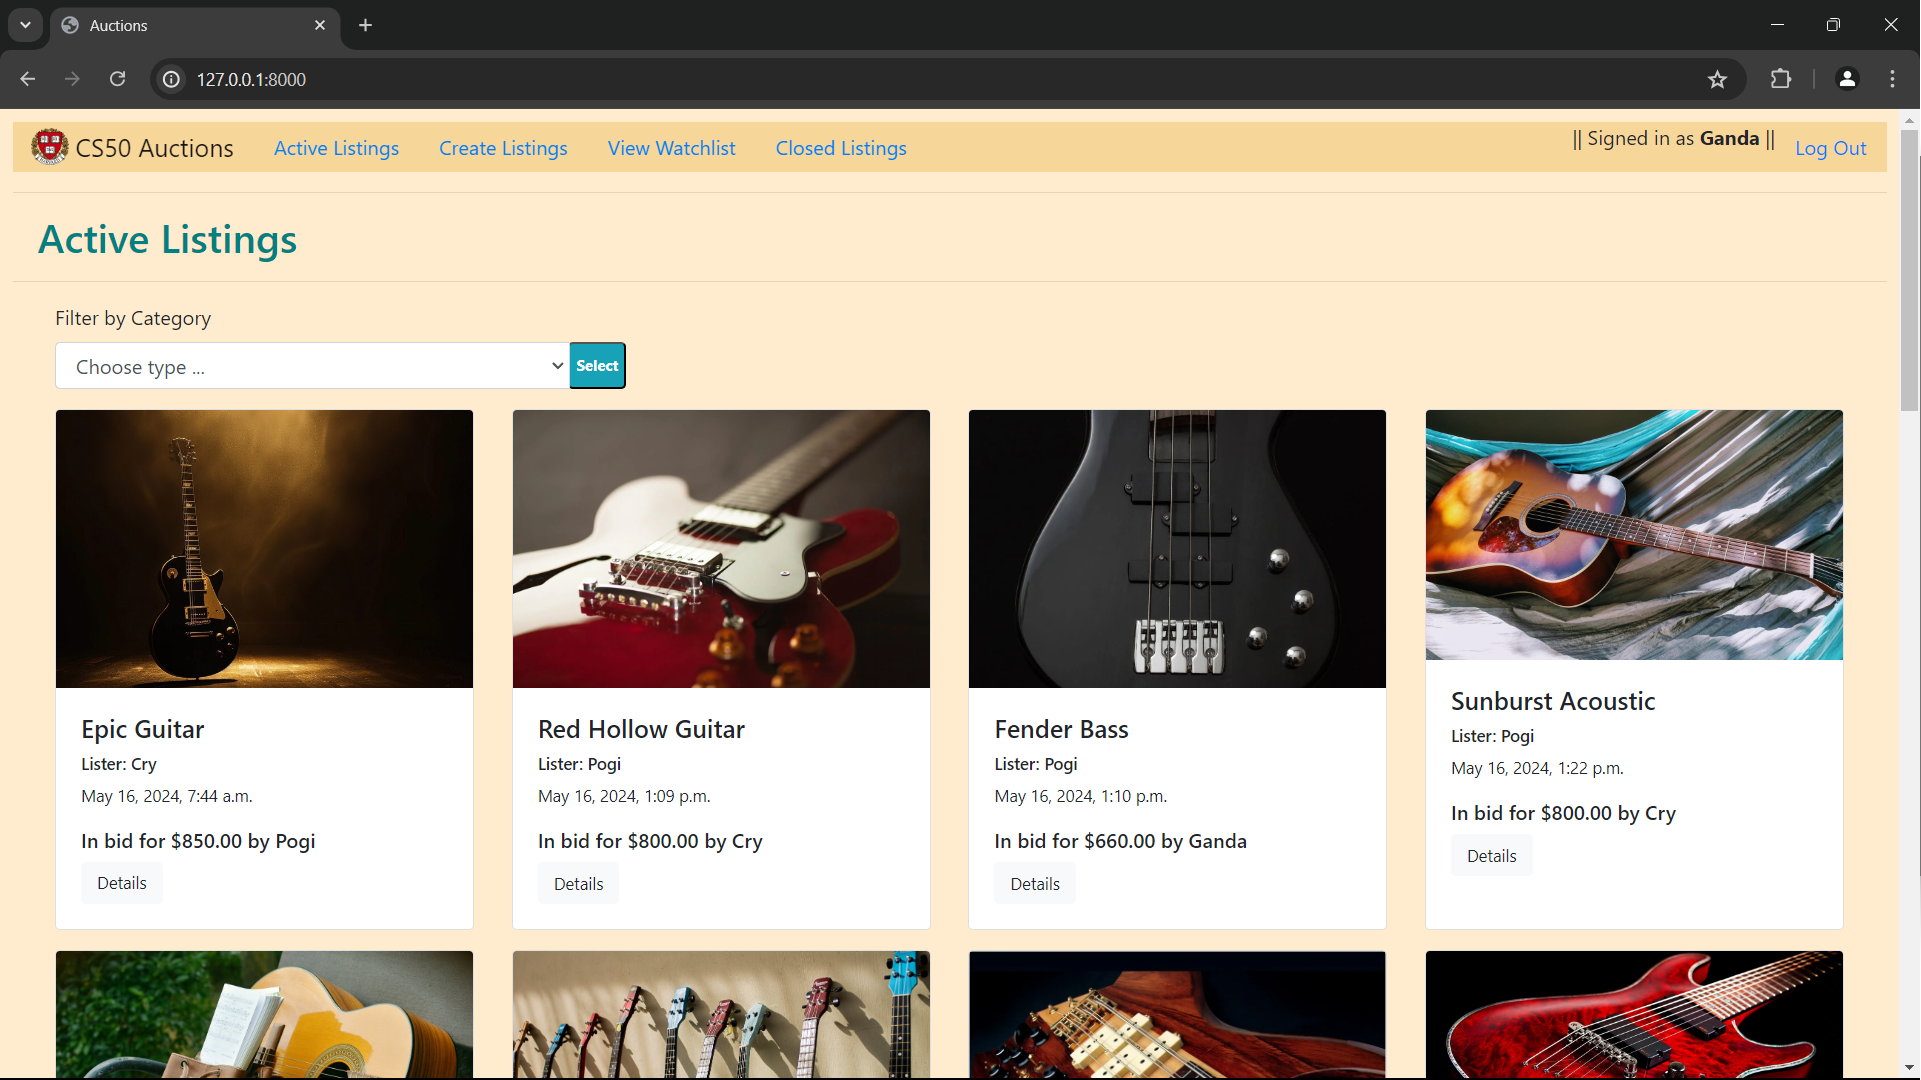 Auctions
127.0.0.1:8000
CS50 Auctions Active Listings Create Listings View Watchlist Closed Listings || Signed in as Ganda || Log Out
Active Listings
Filter by Category
Choose type ... Select
Epic Guitar
Lister: Cry
May 16, 2024, 7:44 a.m.
In bid for $850.00 by Pogi
Details
Red Hollow Guitar
Lister: Pogi
May 16, 2024, 1:09 p.m.
In bid for $800.00 by Cry
Details
Fender Bass
Lister: Pogi
May 16, 2024, 1:10 p.m.
In bid for $660.00 by Ganda
Details
Sunburst Acoustic
Lister: Pogi
May 16, 2024, 1:22 p.m.
In bid for $800.00 by Cry
Details